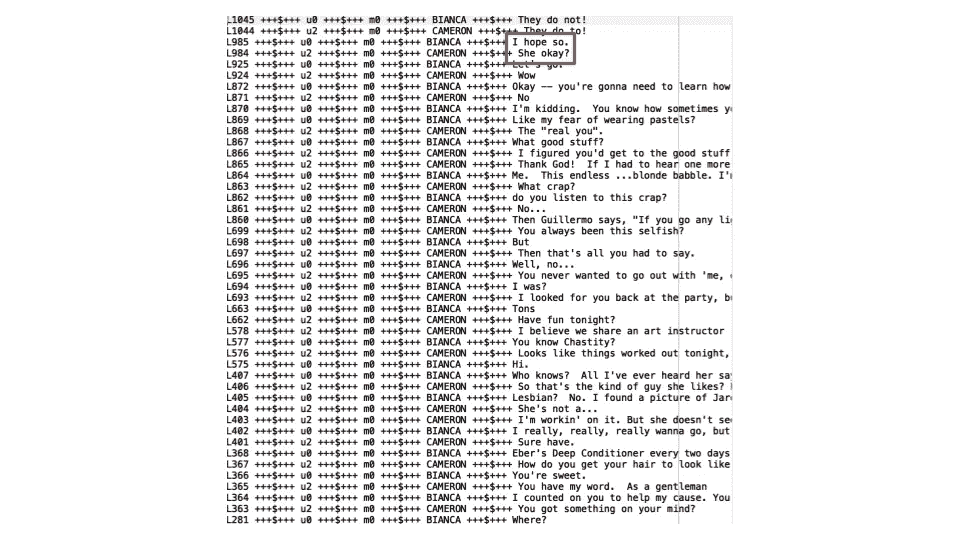 L1045 +++$+++ u0 +++$+++ m0 +++$+++ BIANCA +++$+++ They do not!
L1044 +++$+++ u2 +++$+++ m0 +++$+++ CAMERON +++$+++ They do to!
L985 +++$+++ u0 +++$+++ m0 +++$+++ BIANCA +++$+++ I hope so.
L984 +++$+++ u2 +++$+++ m0 +++$+++ CAMERON +++$+++ She okay?
L925 +++$+++ u0 +++$+++ m0 +++$+++ BIANCA +++$+++ Let's go.
L924 +++$+++ u2 +++$+++ m0 +++$+++ CAMERON +++$+++ Wow
L872 +++$+++ u0 +++$+++ m0 +++$+++ BIANCA +++$+++ Okay -- you're gonna need to learn how
L871 +++$+++ u2 +++$+++ m0 +++$+++ CAMERON +++$+++ No
L870 +++$+++ u0 +++$+++ m0 +++$+++ BIANCA +++$+++ I'm kidding. You know how sometimes
L869 +++$+++ u0 +++$+++ m0 +++$+++ BIANCA +++$+++ Like my fear of wearing pastels?
L868 +++$+++ u2 +++$+++ m0 +++$+++ CAMERON +++$+++ The "real you".
L867 +++$+++ u0 +++$+++ m0 +++$+++ BIANCA +++$+++ What good stuff?
L866 +++$+++ u2 +++$+++ m0 +++$+++ CAMERON +++$+++ I figured you'd get to the good stuff
L865 +++$+++ u2 +++$+++ m0 +++$+++ CAMERON +++$+++ Thank God! If I had to hear one more
L864 +++$+++ u0 +++$+++ m0 +++$+++ BIANCA +++$+++ Me. This endless ...blonde babble. I'
L863 +++$+++ u2 +++$+++ m0 +++$+++ CAMERON +++$+++ What crap?
L862 +++$+++ u0 +++$+++ m0 +++$+++ BIANCA +++$+++ do you listen to this crap?
L861 +++$+++ u2 +++$+++ m0 +++$+++ CAMERON +++$+++ No...
L860 +++$+++ u0 +++$+++ m0 +++$+++ BIANCA +++$+++ Then Guillermo says, "If you go any
L699 +++$+++ u2 +++$+++ m0 +++$+++ CAMERON +++$+++ You always been this selfish?
L698 +++$+++ u0 +++$+++ m0 +++$+++ BIANCA +++$+++ But
L697 +++$+++ u2 +++$+++ m0 +++$+++ CAMERON +++$+++ Then that's all you had to say.
L696 +++$+++ u0 +++$+++ m0 +++$+++ BIANCA +++$+++ Well, no...
L695 +++$+++ u2 +++$+++ m0 +++$+++ CAMERON +++$+++ You never wanted to go out with 'me,
L694 +++$+++ u0 +++$+++ m0 +++$+++ BIANCA +++$+++ I was?
L693 +++$+++ u2 +++$+++ m0 +++$+++ CAMERON +++$+++ I looked for you back at the party,
L663 +++$+++ u0 +++$+++ m0 +++$+++ BIANCA +++$+++ Tons
L662 +++$+++ u2 +++$+++ m0 +++$+++ CAMERON +++$+++ Have fun tonight?
L578 +++$+++ u2 +++$+++ m0 +++$+++ CAMERON +++$+++ I believe we share an art instructor
L577 +++$+++ u0 +++$+++ m0 +++$+++ BIANCA +++$+++ You know Chastity?
L576 +++$+++ u2 +++$+++ m0 +++$+++ CAMERON +++$+++ Looks like things worked out tonight,
L575 +++$+++ u0 +++$+++ m0 +++$+++ BIANCA +++$+++ Hi.
L407 +++$+++ u0 +++$+++ m0 +++$+++ BIANCA +++$+++ Who knows? All I've ever heard her
L406 +++$+++ u2 +++$+++ m0 +++$+++ CAMERON +++$+++ So that's the kind of guy she likes?
L405 +++$+++ u0 +++$+++ m0 +++$+++ BIANCA +++$+++ Lesbian? No. I found a picture of
L404 +++$+++ u2 +++$+++ m0 +++$+++ CAMERON +++$+++ She's not a...
L403 +++$+++ u2 +++$+++ m0 +++$+++ CAMERON +++$+++ I'm workin' on it. But she doesn't
L402 +++$+++ u0 +++$+++ m0 +++$+++ BIANCA +++$+++ I really, really, really wanna go, but
L401 +++$+++ u2 +++$+++ m0 +++$+++ CAMERON +++$+++ Sure have.
L368 +++$+++ u0 +++$+++ m0 +++$+++ BIANCA +++$+++ Eber's Deep Conditioner every two days
L367 +++$+++ u2 +++$+++ m0 +++$+++ CAMERON +++$+++ How do you get your hair to look like
L366 +++$+++ u0 +++$+++ m0 +++$+++ BIANCA +++$+++ You're sweet.
L365 +++$+++ u2 +++$+++ m0 +++$+++ CAMERON +++$+++ You have my word. As a gentleman
L364 +++$+++ u0 +++$+++ m0 +++$+++ BIANCA +++$+++ I counted on you to help my cause. You
L363 +++$+++ u2 +++$+++ m0 +++$+++ CAMERON +++$+++ You got something on your mind?
L281 +++$+++ u0 +++$+++ m0 +++$+++ BIANCA +++$+++ Where?